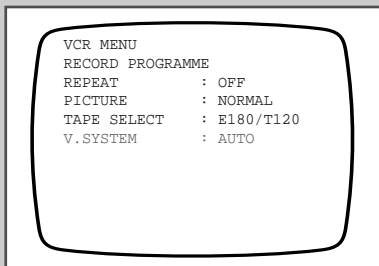 VCR MENU
RECORD PROGRAMME
REPEAT : OFF
PICTURE : NORMAL
TAPE SELECT : E180/T120
V.SYSTEM : AUTO